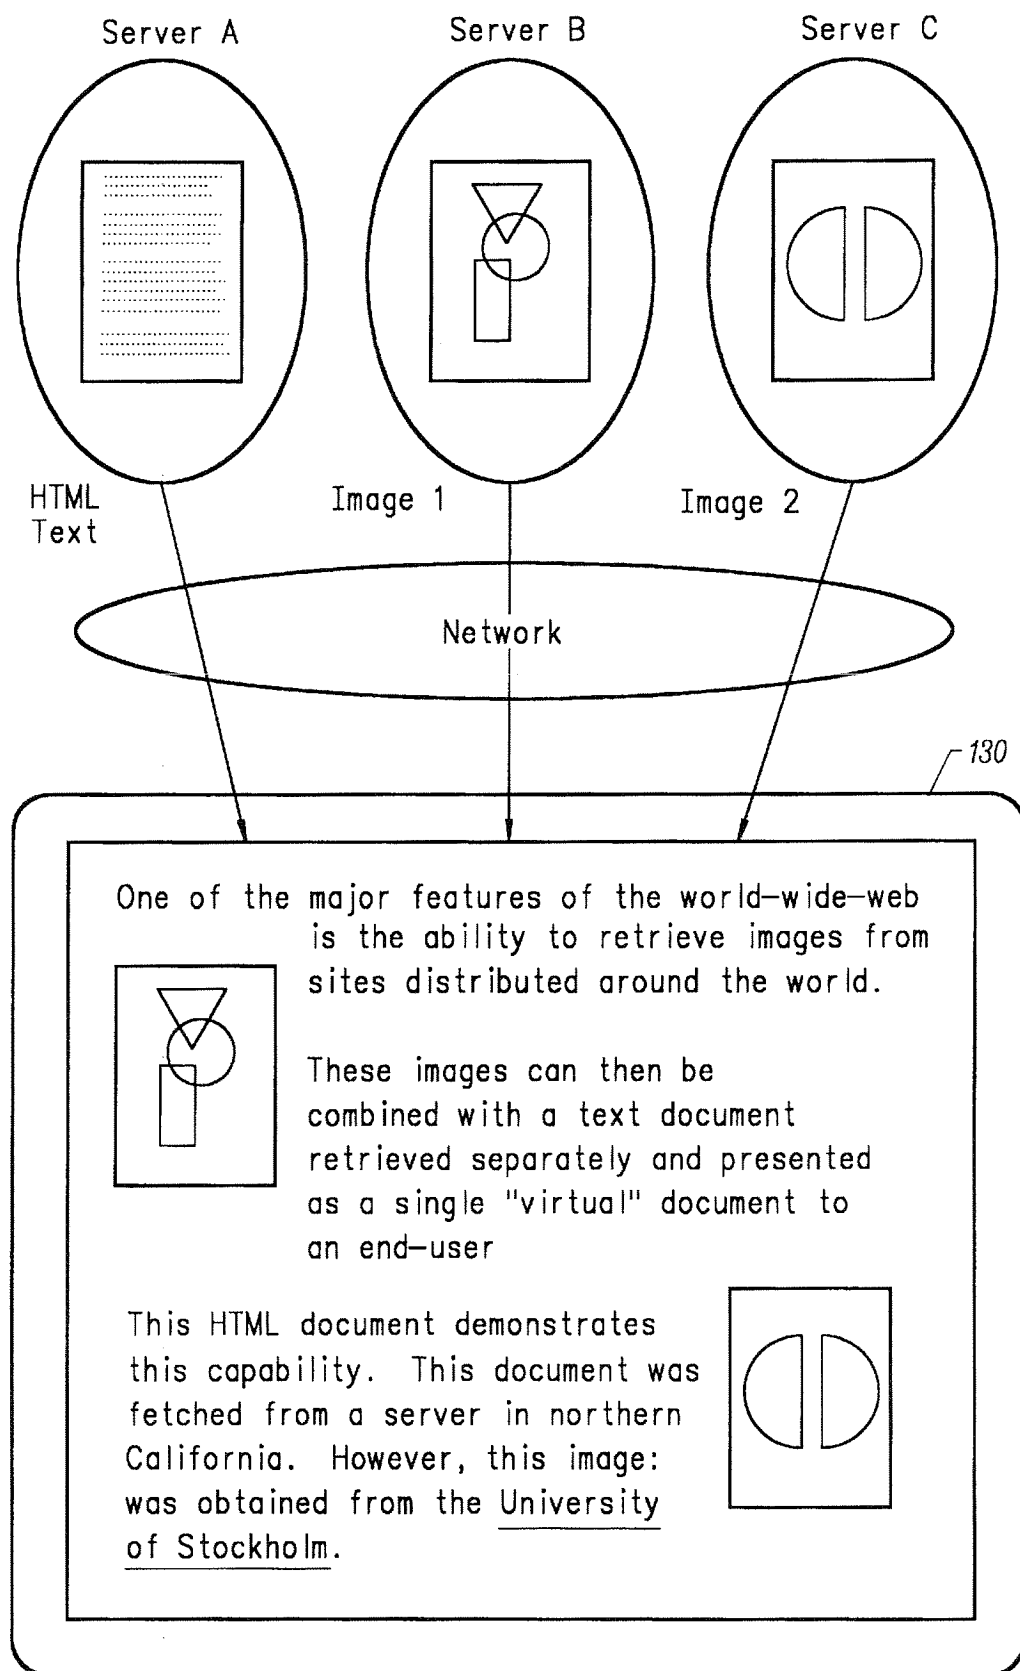 Server A
Server B
Server C
HTML
Text
Image 1
Image 2
Network
130
One of the major features of the world-wide-web
is the ability to retrieve images from
sites distributed around the world.
These images can then be
combined with a text document
retrieved separately and presented
as a single "virtual" document to
an end-user
This HTML document demonstrates
this capability. This document was
fetched from a server in northern
California. However, this image:
was obtained from the University
of Stockholm.